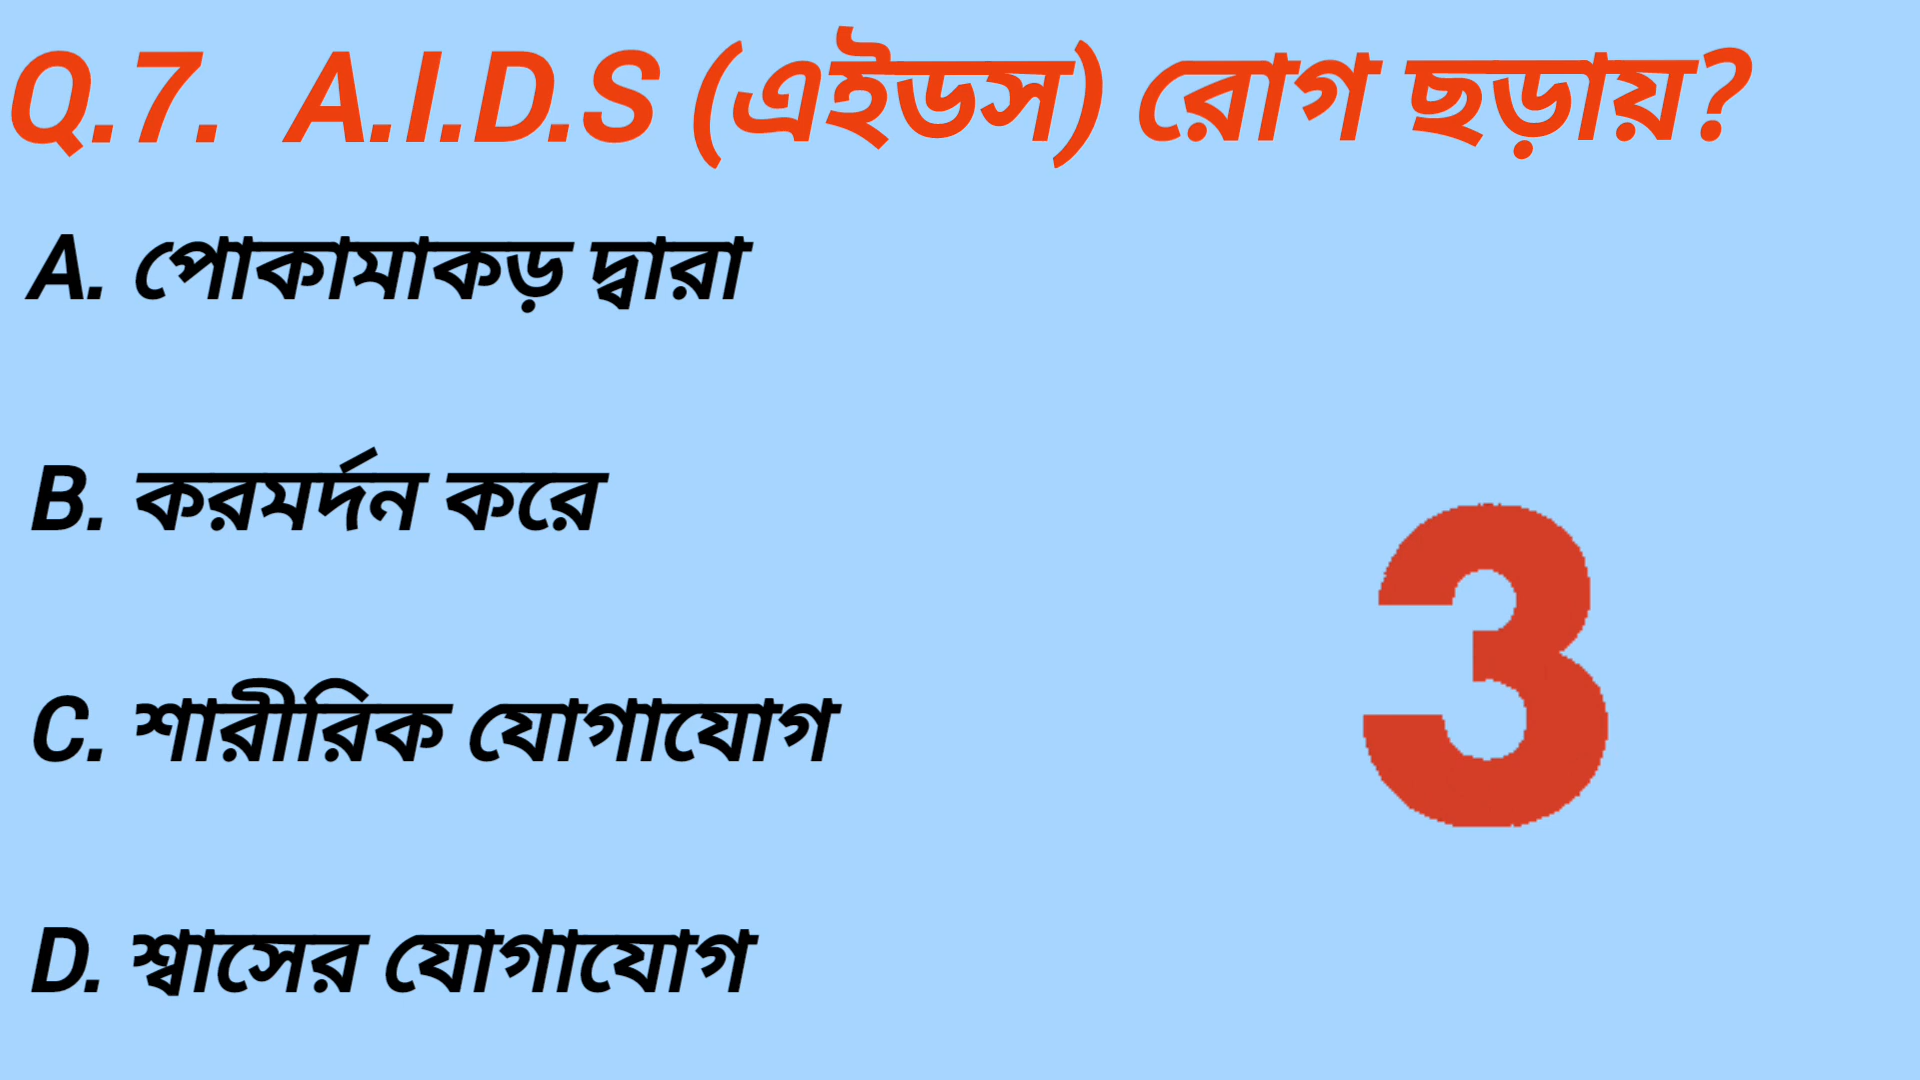 Q.7. A.I.D.S (এইডস) রোগ ছড়ায়?
A. পোকামাকড় দ্বারা
B. করমর্দন করে
3
C. শারীরিক যোগাযোগ
D. শ্বাসের যোগাযোগ